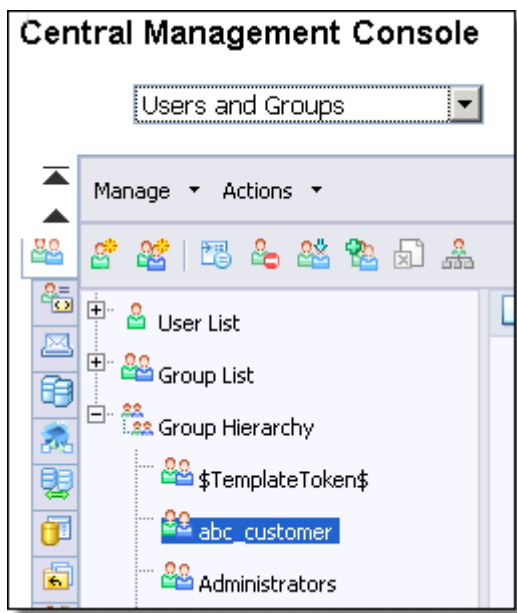 Central Management Console
Users and Groups
Manage Actions
User List
Group List
Group Hierarchy
$TemplateToken$
abc_customer
Administrators